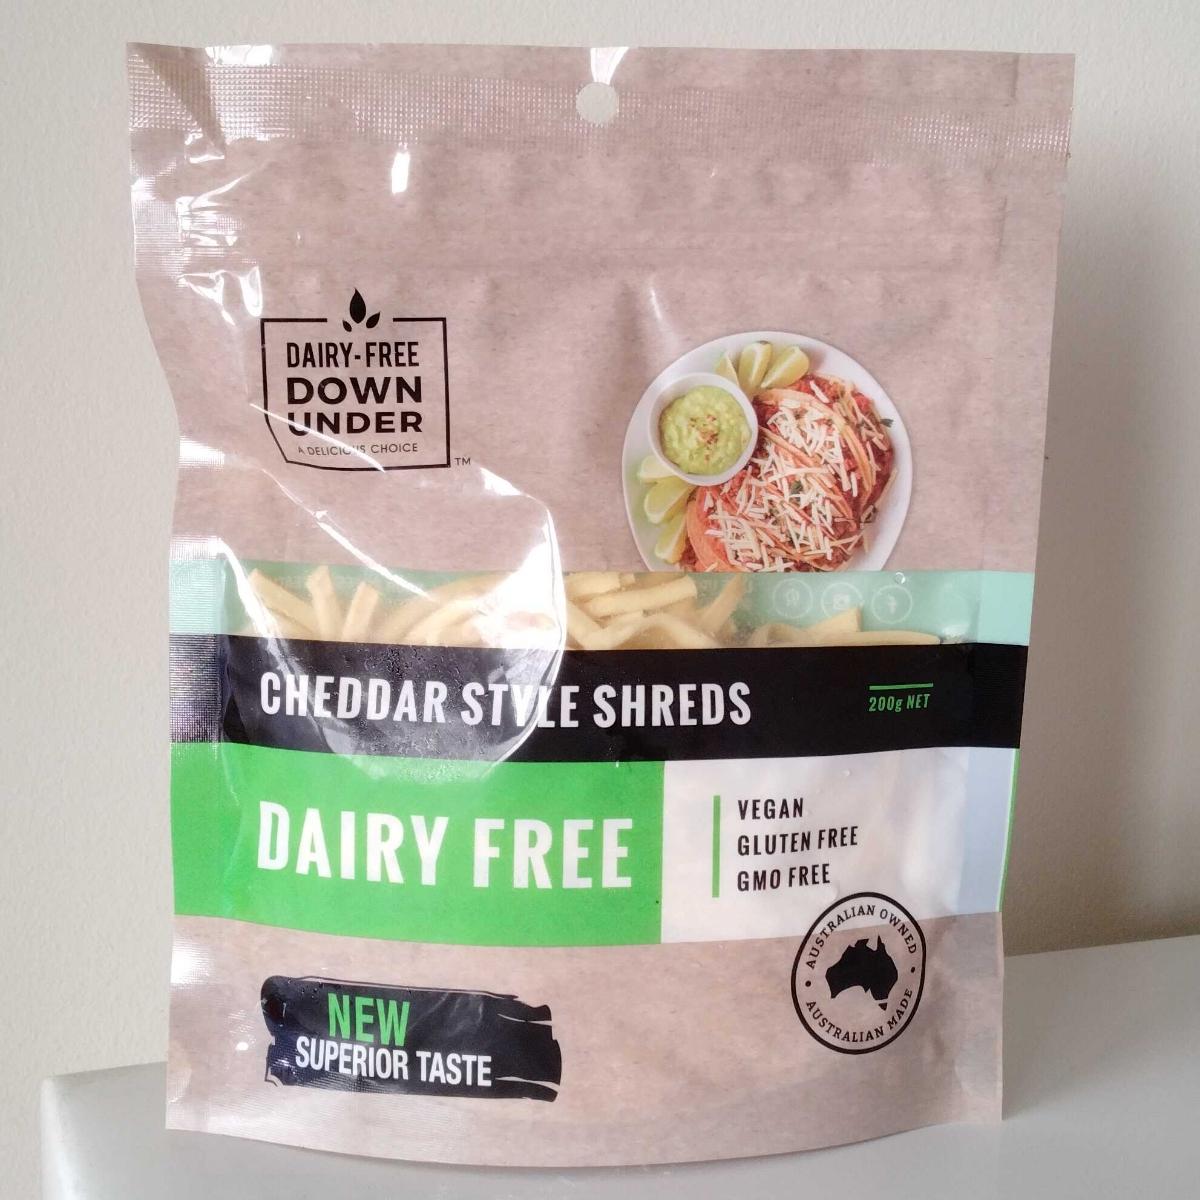 DAIRY-FREE
DOWN
UNDER
A DELICIOUS CHOICE
TM
CHEDDAR STYLE SHREDS
200g NET
DAIRY FREE
VEGAN
GLUTEN FREE
GMO FREE
AUSTRALIAN OWNED
AUSTRALIAN MADE
NEW
SUPERIOR TASTE